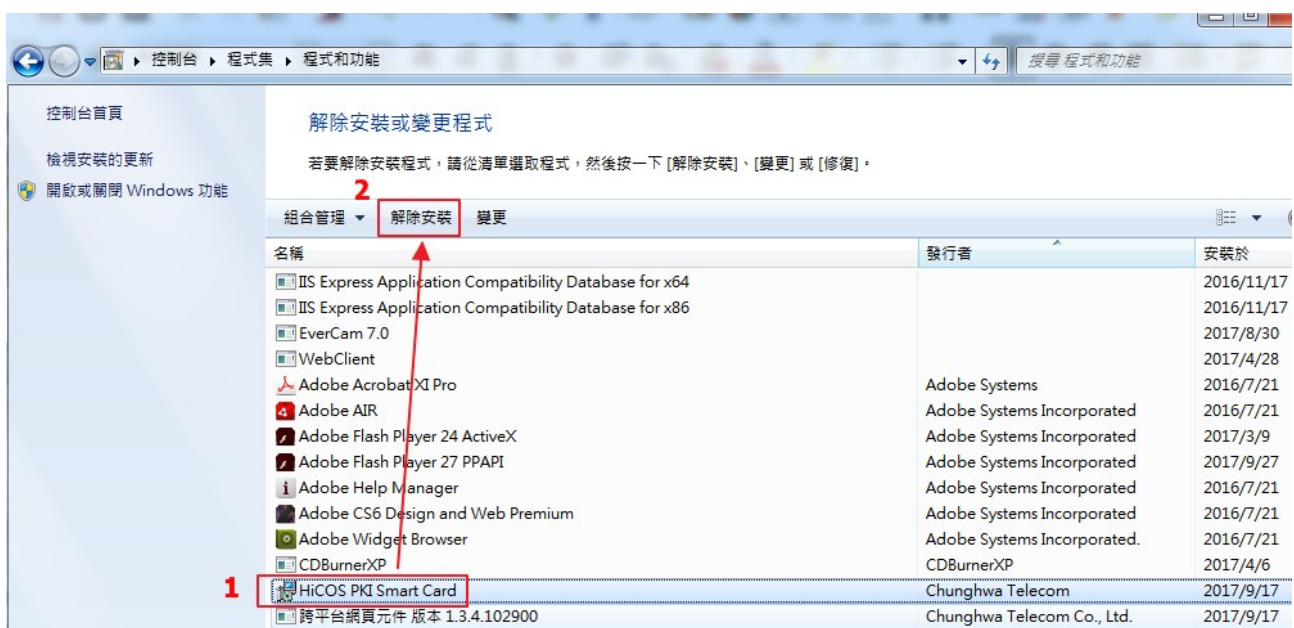 控制台 ▸ 程式集 ▸ 程式和功能
搜尋 程式和功能
控制台首頁
檢視安裝的更新
開啟或關閉 Windows 功能
解除安裝或變更程式
若要解除安裝程式，請從清單選取程式，然後按一下 [解除安裝]、[變更] 或 [修復]。
2
組合管理 解除安裝 變更
名稱 發行者 安裝於
IIS Express Application Compatibility Database for x64 2016/11/17
IIS Express Application Compatibility Database for x86 2016/11/17
EverCam 7.0 2017/8/30
WebClient 2017/4/28
Adobe Acrobat XI Pro Adobe Systems 2016/7/21
Adobe AIR Adobe Systems Incorporated 2016/7/21
Adobe Flash Player 24 ActiveX Adobe Systems Incorporated 2017/3/9
Adobe Flash Player 27 PPAPI Adobe Systems Incorporated 2017/9/27
Adobe Help Manager Adobe Systems Incorporated 2016/7/21
Adobe CS6 Design and Web Premium Adobe Systems Incorporated 2016/7/21
Adobe Widget Browser Adobe Systems Incorporated. 2016/7/21
CDBurnerXP CDBurnerXP 2017/4/6
1 HiCOS PKI Smart Card Chunghwa Telecom 2017/9/17
跨平台網頁元件 版本 1.3.4.102900 Chunghwa Telecom Co., Ltd. 2017/9/17